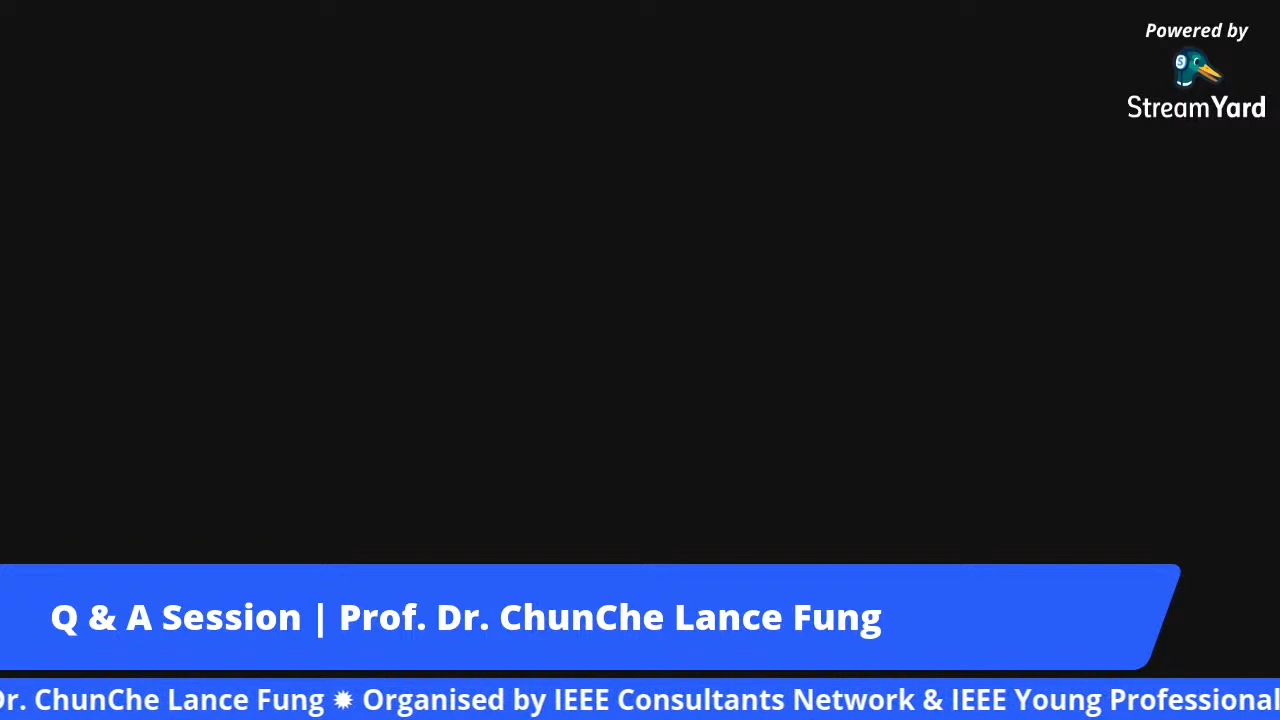 Powered by
StreamYard
Q & A Session | Prof. Dr. ChunChe Lance Fung
Dr. ChunChe Lance Fung ✹ Organised by IEEE Consultants Network & IEEE Young Professional